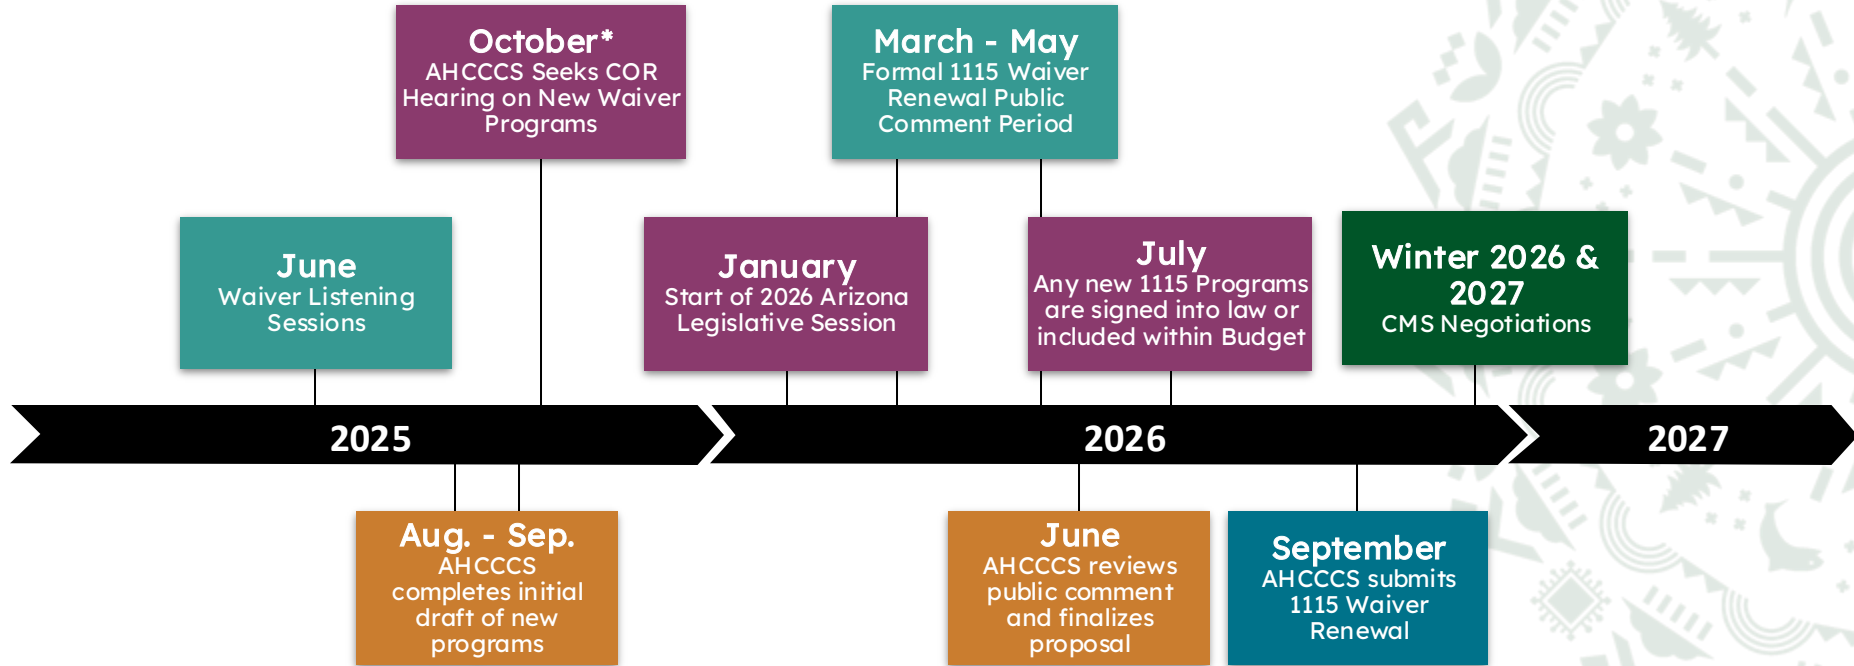 October*
AHCCCS Seeks COR
Hearing on New Waiver
Programs
March - May
Formal 1115 Waiver
Renewal Public
Comment Period
June
Waiver Listening
Sessions
January
Start of 2026 Arizona
Legislative Session
July
Any new 1115 Programs
are signed into law or
included within Budget
Winter 2026 &
2027
CMS Negotiations
2025
2026
2027
Aug. - Sep.
AHCCCS
completes initial
draft of new
programs
June
AHCCCS reviews
public comment
and finalizes
proposal
September
AHCCCS submits
1115 Waiver
Renewal